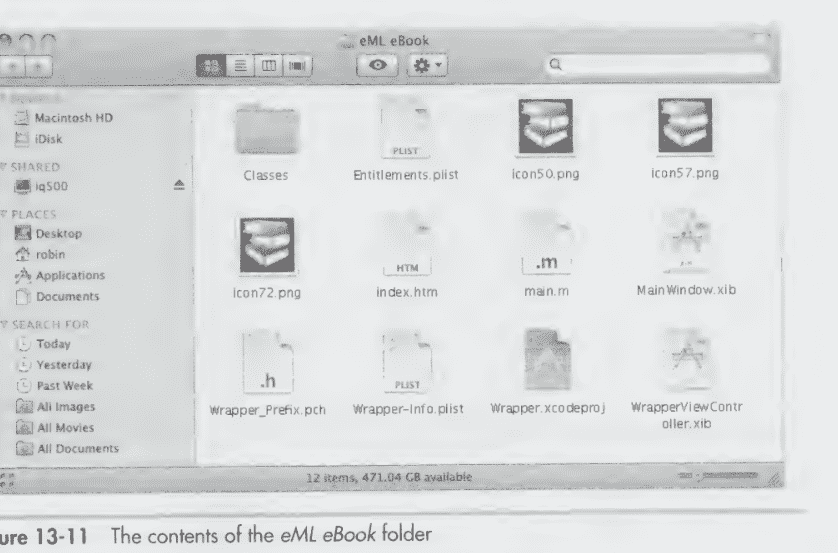 eML eBook
Macintosh HD
iDisk
SHARED
iq500
PLACES
Desktop
robin
Applications
Documents
SEARCH FOR
Today
Yesterday
Past Week
All Images
All Movies
All Documents
PLIST
Classes
Entitlements.plist
icon50.png
icon57.png
HTM
.m
icon72.png
index.htm
main.m
MainWindow.xib
.h
PLIST
Wrapper_Prefix.pch
Wrapper-Info.plist
Wrapper.xcodeproj
WrapperViewContr
oller.xib
12 items, 471.04 GB available
ure 13-11 The contents of the eML eBook folder